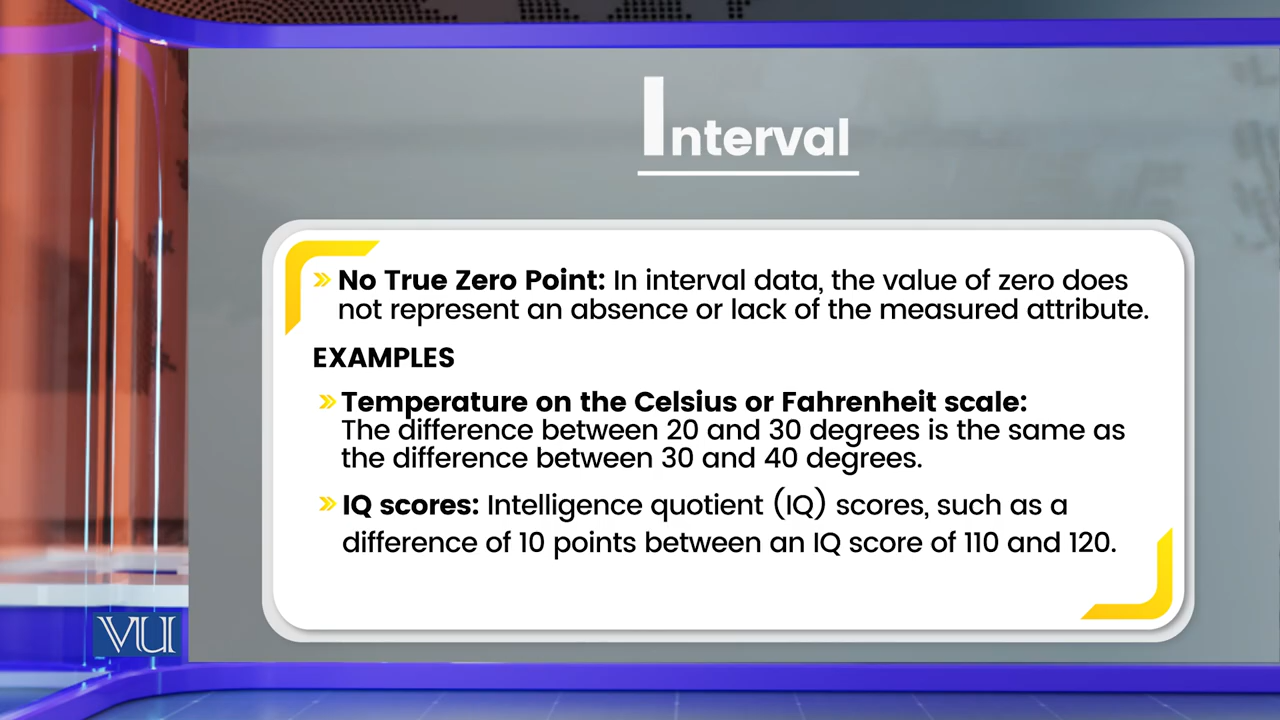 Interval
No True Zero Point: In interval data, the value of zero does
not represent an absence or lack of the measured attribute.
EXAMPLES
Temperature on the Celsius or Fahrenheit scale:
The difference between 20 and 30 degrees is the same as
the difference between 30 and 40 degrees.
IQ scores: Intelligence quotient (IQ) scores, such as a
difference of 10 points between an IQ score of 110 and 120.
VU